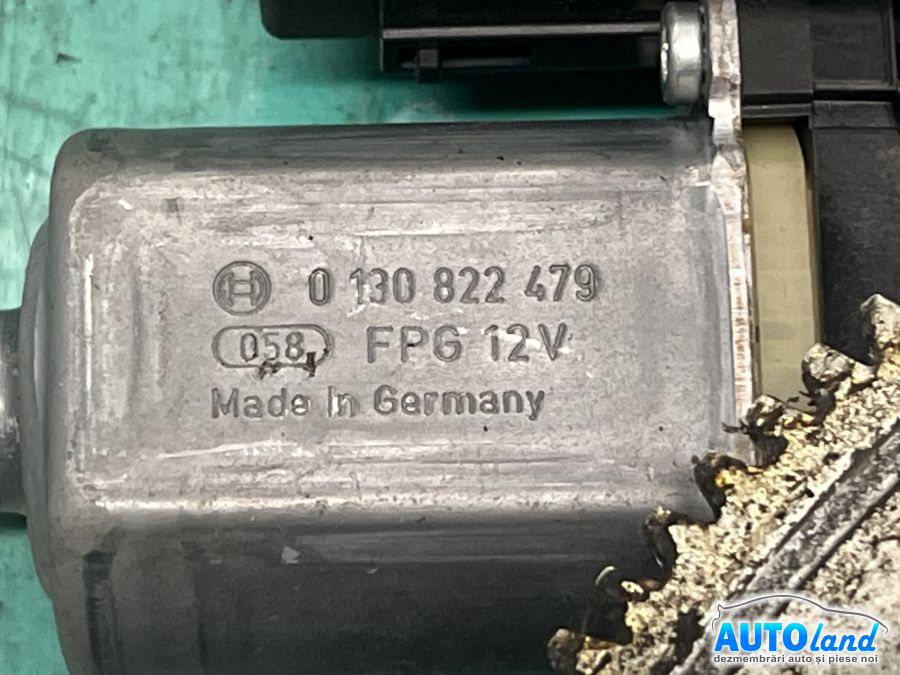 0 130 822 479
058 FPG 12V
Made In Germany
AUTOland
dezmembrări auto și piese noi